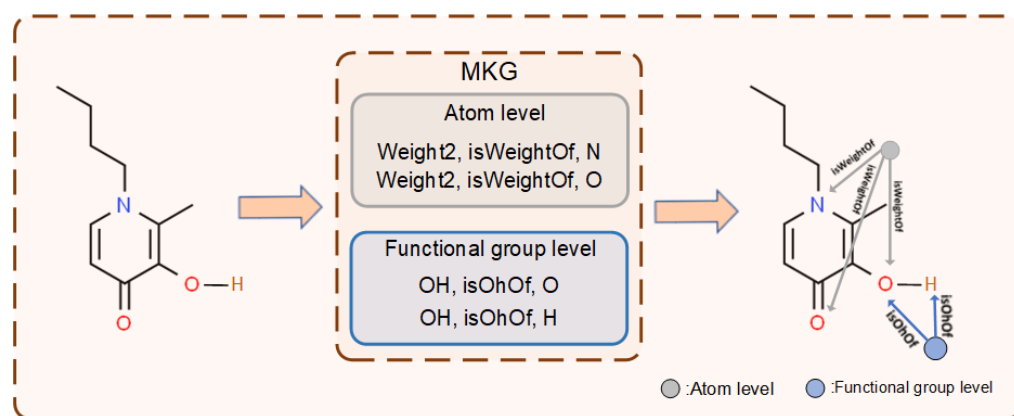 N
O
O
H
MKG
Atom level
Weight2, isWeightOf, N
Weight2, isWeightOf, O
Functional group level
OH, isOhOf, O
OH, isOhOf, H
isWeightOf
isWeightOf
isWeightOf
N
O
O
H
isOhOf
isOhOf
:Atom level
:Functional group level